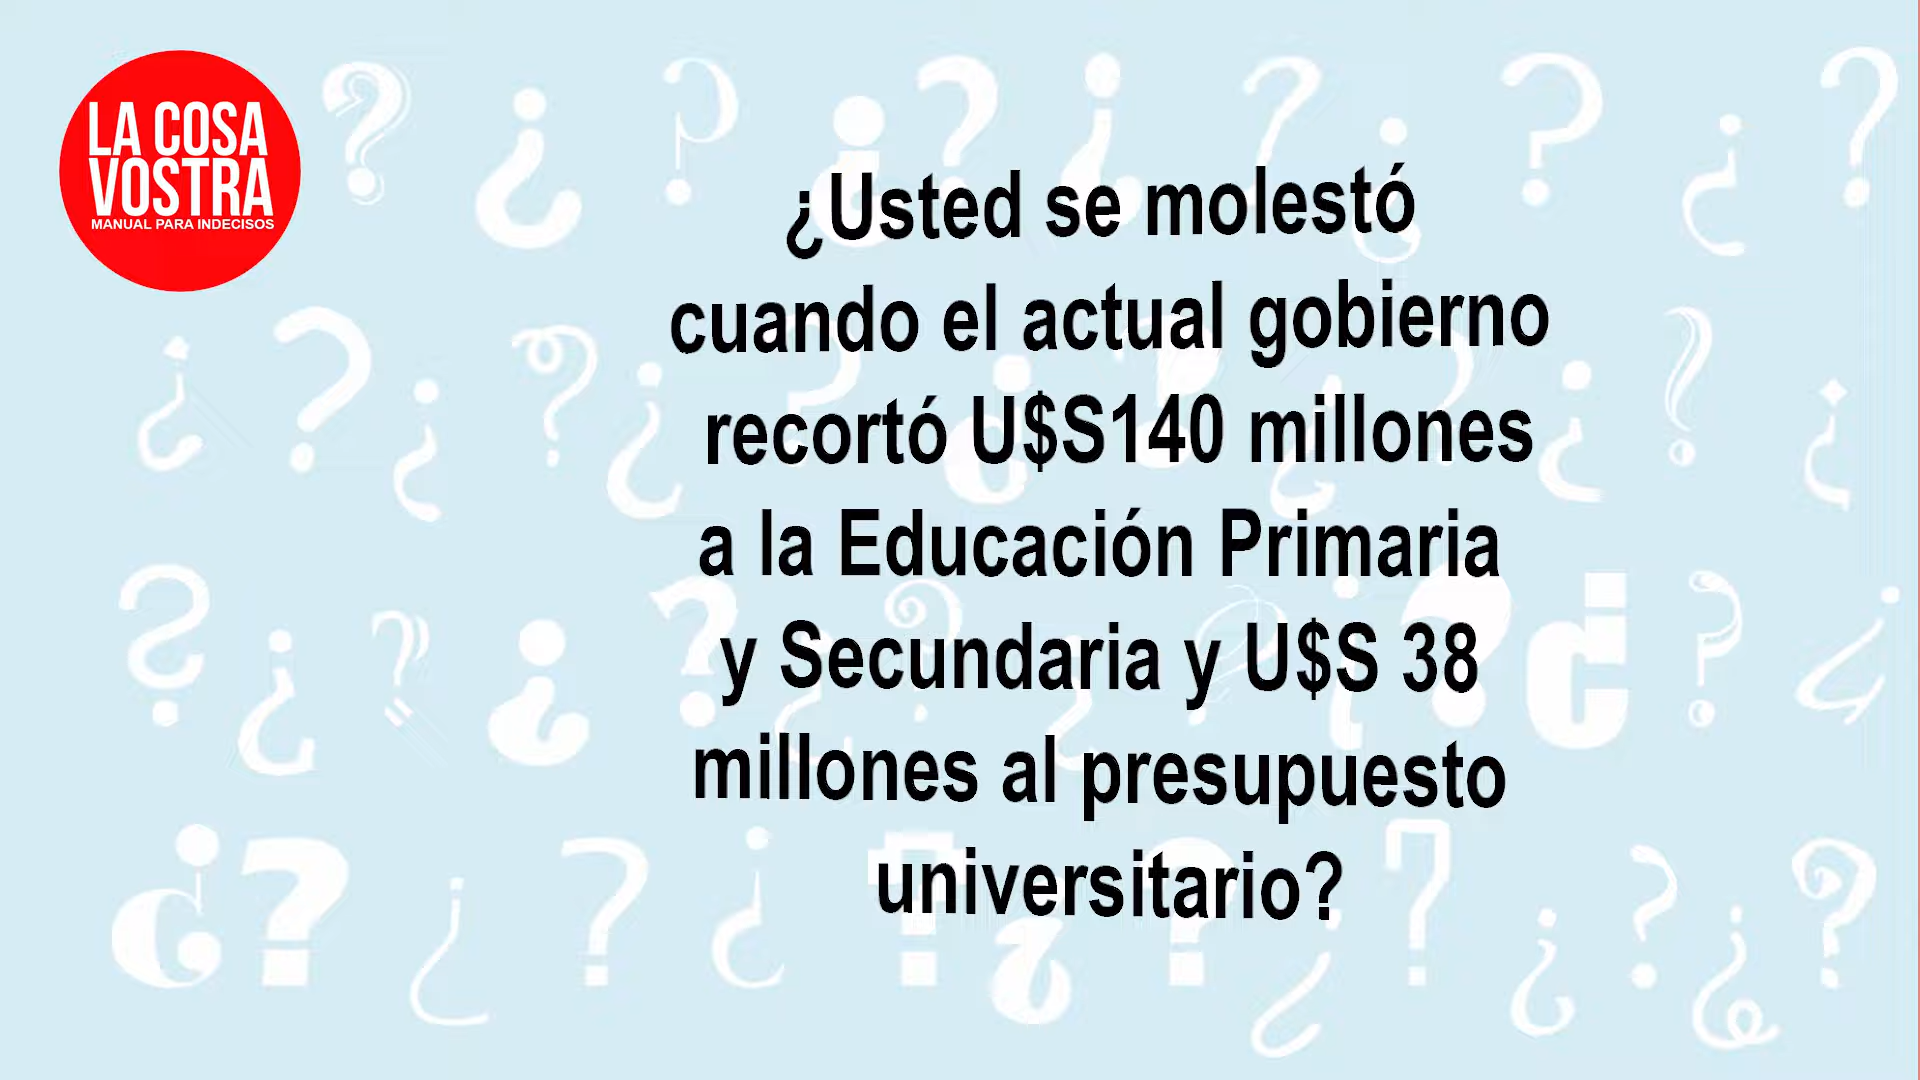 LA COSA
VOSTRA
MANUAL PARA INDECISOS
¿Usted se molestó
cuando el actual gobierno
recortó U$S140 millones
a la Educación Primaria
y Secundaria y U$S 38
millones al presupuesto
universitario?